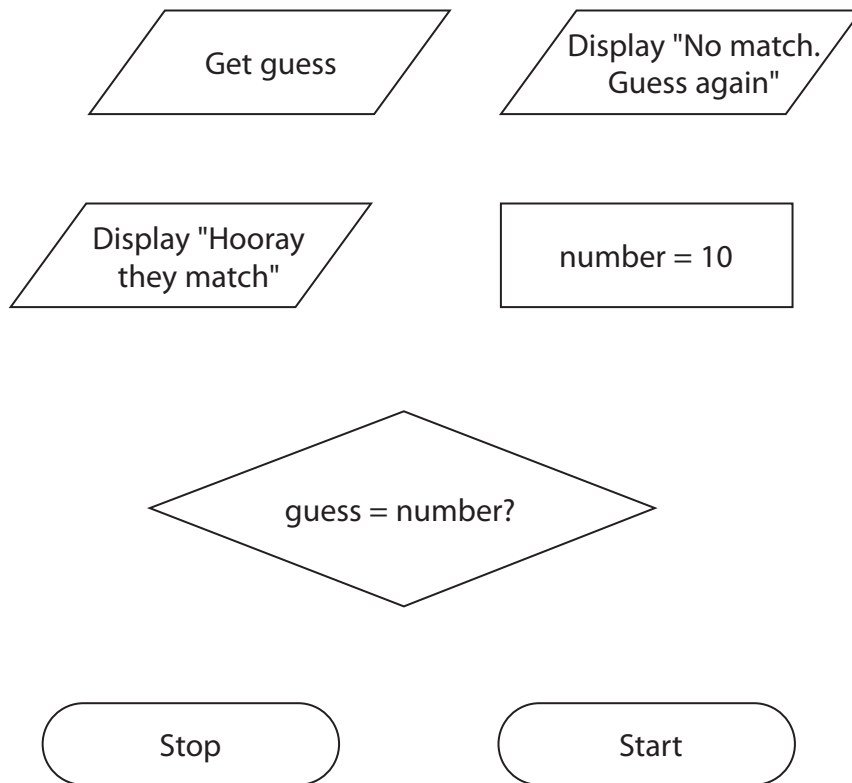 Get guess
Display "No match.
Guess again"
Display "Hooray
they match"
number = 10
guess = number?
Stop
Start